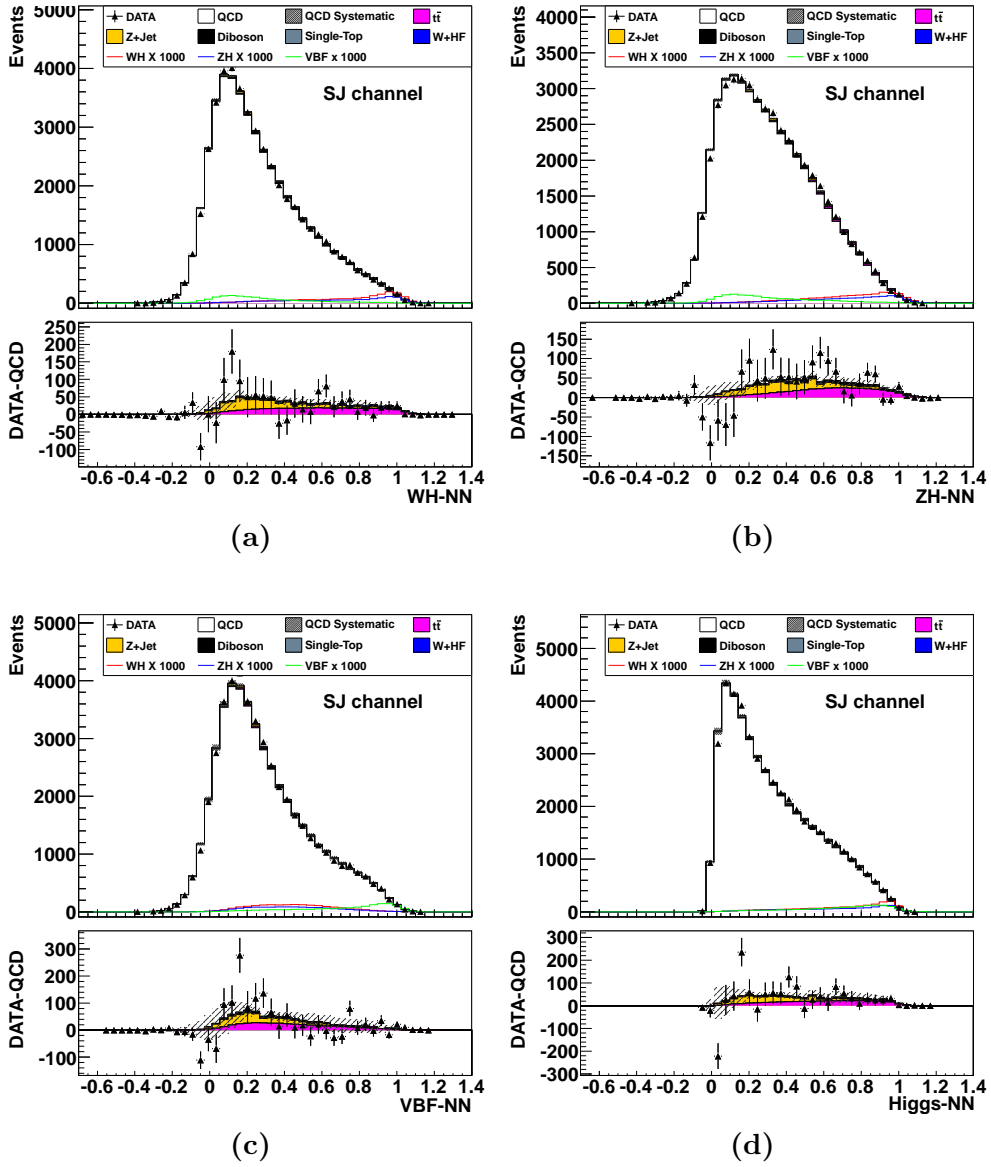 Events
5000
4000
3000
2000
1000
0
DATA QCD QCD Systematic tt̄
Z+Jet Diboson Single-Top W+HF
WH X 1000 ZH X 1000 VBF x 1000
SJ channel
DATA-QCD
250
200
150
100
50
0
-50
-100
-0.6 -0.4 -0.2 0 0.2 0.4 0.6 0.8 1 1.2 1.4
WH-NN
(a)
Events
4000
3500
3000
2500
2000
1500
1000
500
0
DATA QCD QCD Systematic tt̄
Z+Jet Diboson Single-Top W+HF
WH X 1000 ZH X 1000 VBF x 1000
SJ channel
DATA-QCD
150
100
50
0
-50
-100
-150
-0.6 -0.4 -0.2 0 0.2 0.4 0.6 0.8 1 1.2 1.4
ZH-NN
(b)
Events
5000
4000
3000
2000
1000
0
DATA QCD QCD Systematic tt̄
Z+Jet Diboson Single-Top W+HF
WH X 1000 ZH X 1000 VBF x 1000
SJ channel
DATA-QCD
300
200
100
0
-100
-0.6 -0.4 -0.2 0 0.2 0.4 0.6 0.8 1 1.2 1.4
VBF-NN
(c)
Events
5000
4000
3000
2000
1000
0
DATA QCD QCD Systematic tt̄
Z+Jet Diboson Single-Top W+HF
WH X 1000 ZH X 1000 VBF x 1000
SJ channel
DATA-QCD
300
200
100
0
-100
-200
-300
-0.6 -0.4 -0.2 0 0.2 0.4 0.6 0.8 1 1.2 1.4
Higgs-NN
(d)